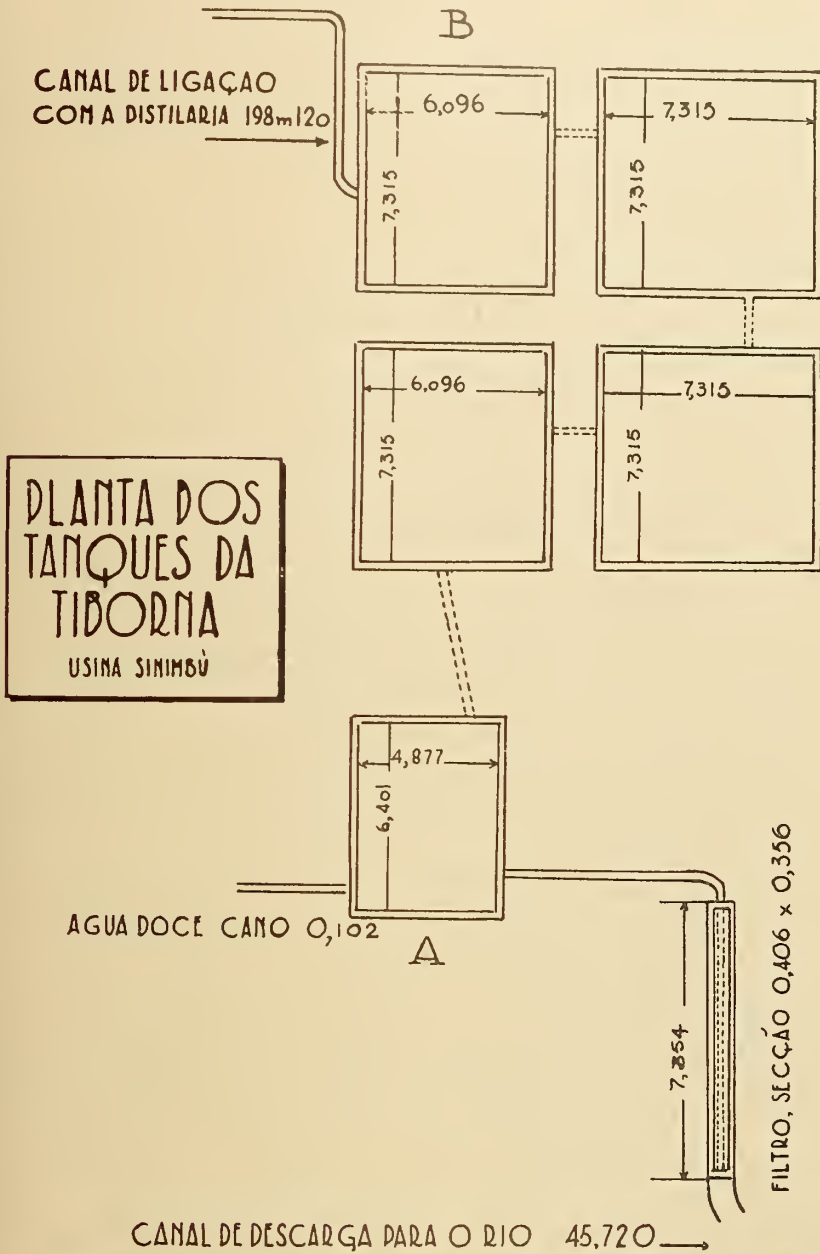 B
CANAL DE LIGAÇAO
COM A DISTILARIA 198m120
6,096
7,315
7,315
7,315
6,096
7,315
7,315
7,315
PLANTA DOS
TANQUES DA
TIBORNA
USINA SINIMBÙ
4,877
6,401
AGUA DOCE CANO 0,102
A
7,854
FILTRO, SECÇÃO 0,406 x 0,356
CANAL DE DESCARGA PARA O RIO 45,720